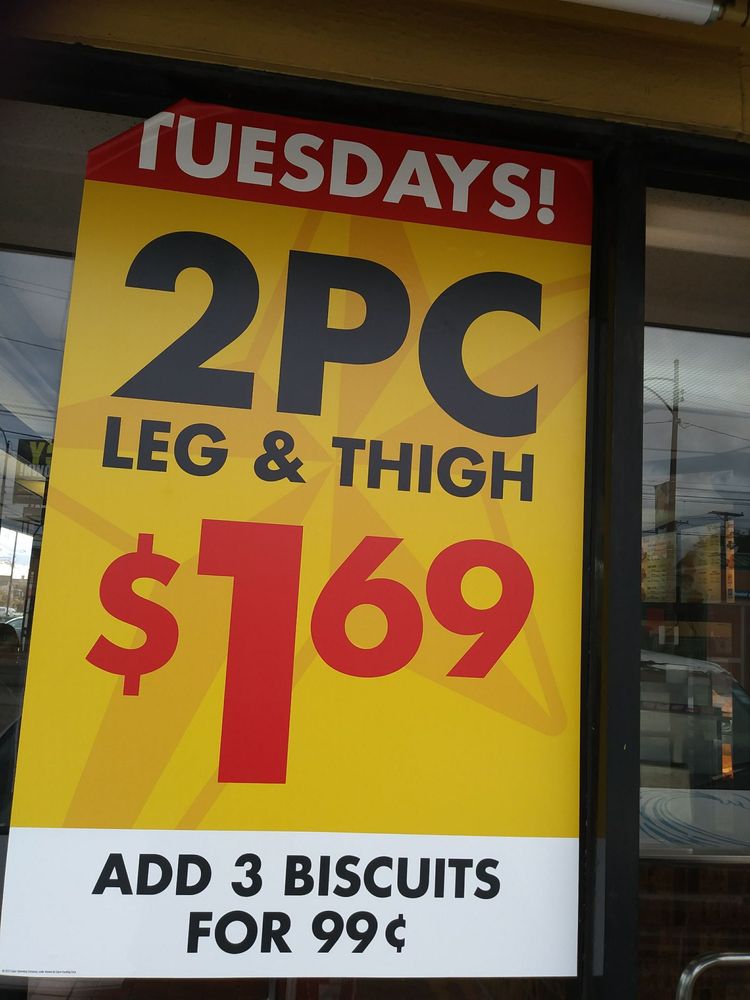 TUESDAYS!
2PC
LEG & THIGH
$169
ADD 3 BISCUITS
FOR 99¢